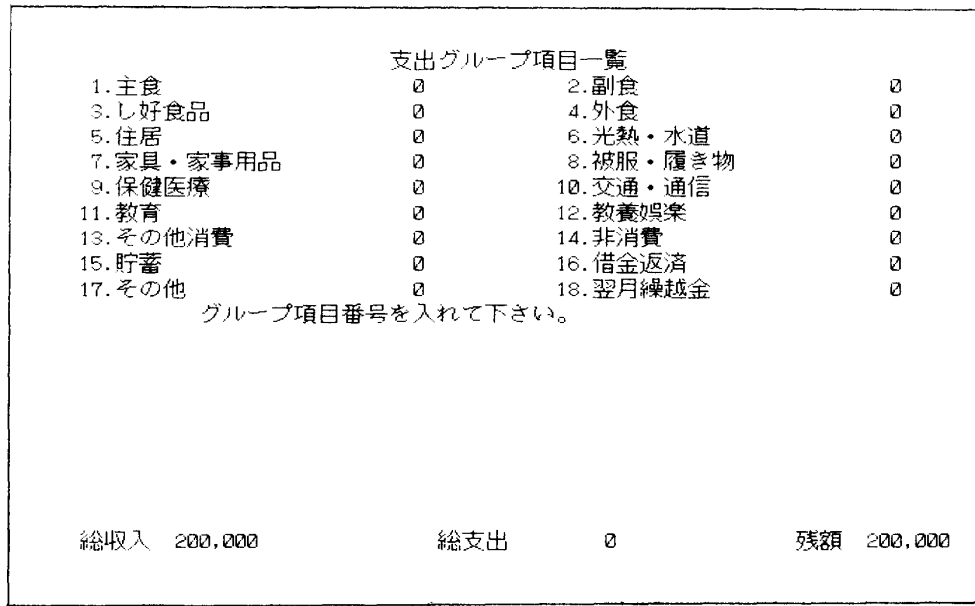 支出グループ項目一覧
1.主食 0 2.副食 0
3.し好食品 0 4.外食 0
5.住居 0 6.光熱・水道 0
7.家具・家事用品 0 8.被服・履き物 0
9.保健医療 0 10.交通・通信 0
11.教育 0 12.教養娯楽 0
13.その他消費 0 14.非消費 0
15.貯蓄 0 16.借金返済 0
17.その他 0 18.翌月繰越金 0
グループ項目番号を入れて下さい。
総収入 200,000 総支出 0 残額 200,000